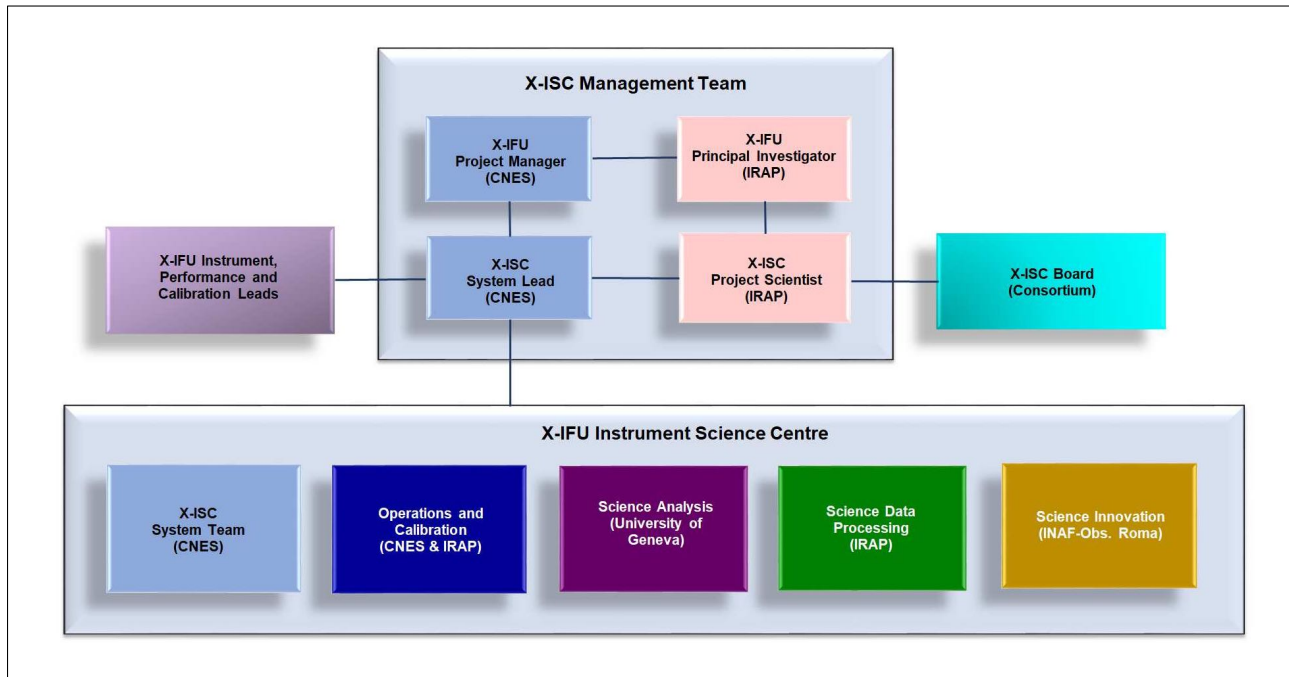 X-ISC Management Team
X-IFU
Project Manager
(CNES)
X-IFU
Principal Investigator
(IRAP)
X-IFU Instrument,
Performance and
Calibration Leads
X-ISC
System Lead
(CNES)
X-ISC
Project Scientist
(IRAP)
X-ISC Board
(Consortium)
X-IFU Instrument Science Centre
X-ISC
System Team
(CNES)
Operations and
Calibration
(CNES & IRAP)
Science Analysis
(University of
Geneva)
Science Data
Processing
(IRAP)
Science Innovation
(INAF-Obs. Roma)